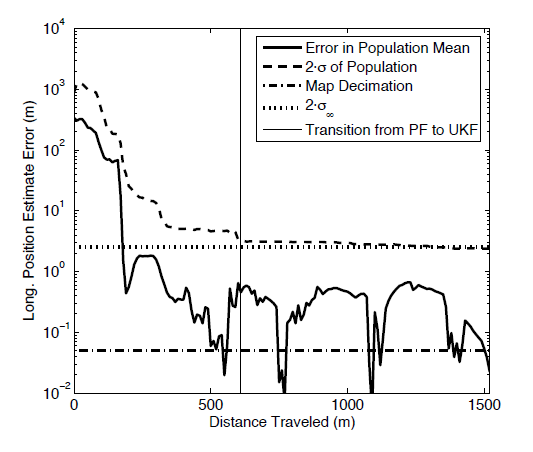 10^4
10^3
10^2
10^1
10^0
10^-1
10^-2
Long. Position Estimate Error (m)
Error in Population Mean
2·σ of Population
Map Decimation
2·σ_∞
Transition from PF to UKF
0
500
1000
1500
Distance Traveled (m)